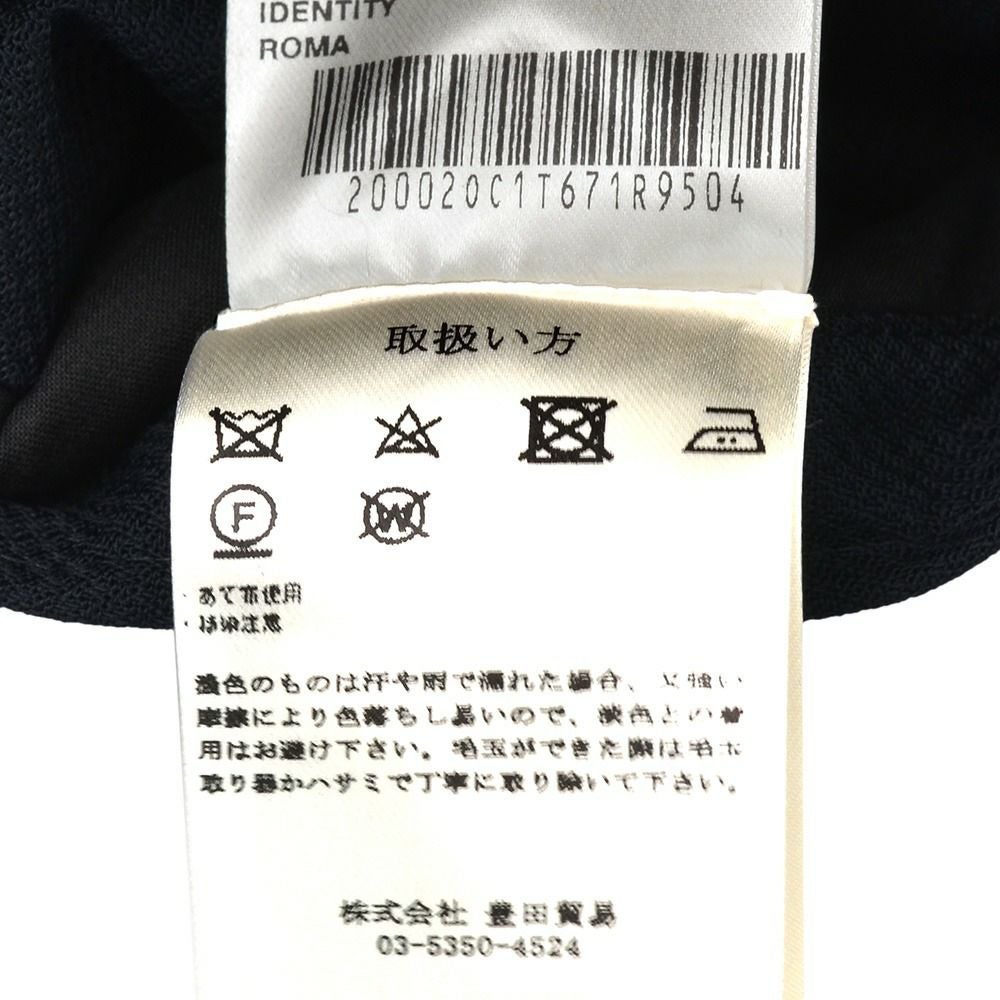 IDENTITY
ROMA
200020C1T671R9504
取扱い方
F
W
あて布使用
・移染注意
濃色のものは汗や雨で濡れた場合、又強い
摩擦により色落ちし易いので、淡色との着
用はお避け下さい。毛玉ができた際は毛玉
取り器かハサミで丁寧に取り除いて下さい。
株式会社 豊田貿易
03-5350-4524